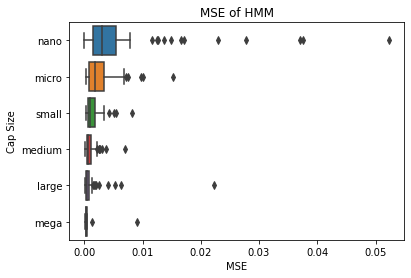 MSE of HMM
nano
micro
small
medium
large
mega
Cap Size
0.00 0.01 0.02 0.03 0.04 0.05
MSE